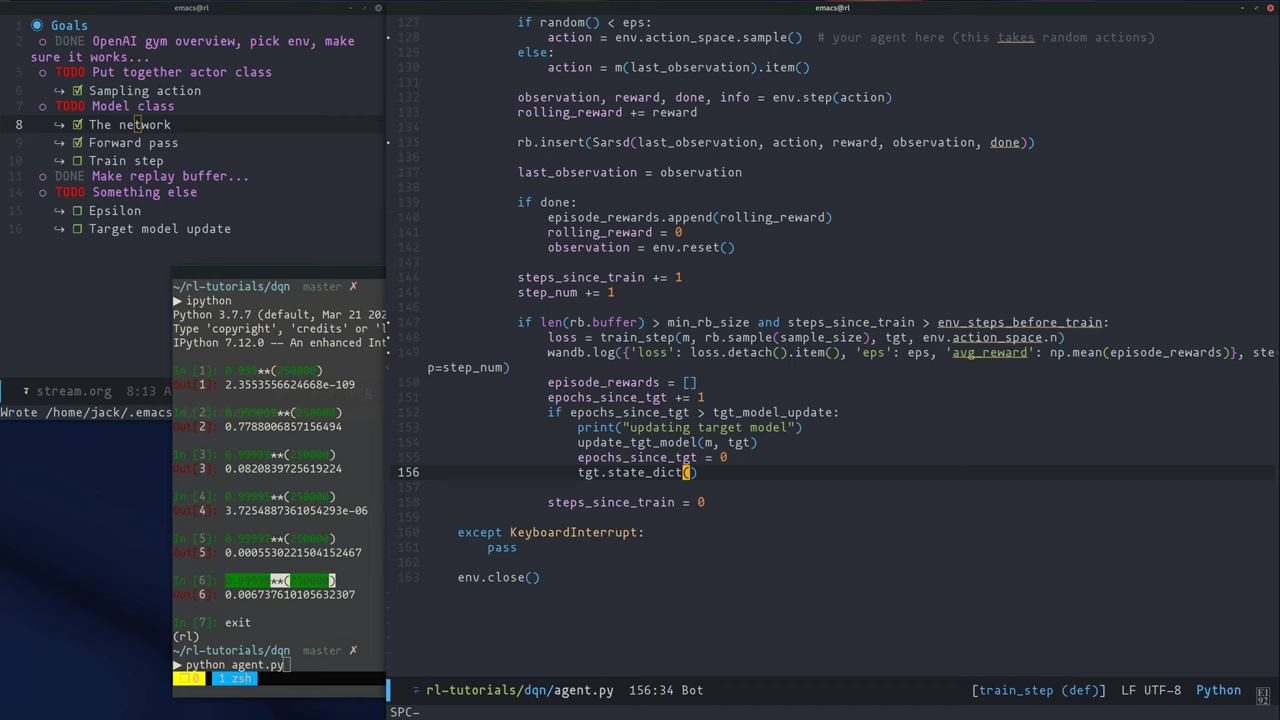 emacs@rl
1 Goals
2 DONE OpenAI gym overview, pick env, make
sure it works...
5 TODO Put together actor class
6 ↪ ☑ Sampling action
7 TODO Model class
8 ↪ ☑ The network
9 ↪ ☑ Forward pass
10 ↪ ☐ Train step
11 DONE Make replay buffer...
14 TODO Something else
15 ↪ ☐ Epsilon
16 ↪ ☐ Target model update
stream.org 8:13
Wrote /home/jack/.emacs
~/rl-tutorials/dqn master ✗
▶ ipython
Python 3.7.7 (default, Mar 21 202
Type 'copyright', 'credits' or 'l
IPython 7.12.0 -- An enhanced Int
In [1]: 0.999**(250000)
Out[1]: 2.3553556624668e-109
In [2]: 0.999999**(250000)
Out[2]: 0.7788006857156494
In [3]: 0.99999**(250000)
Out[3]: 0.0820839725619224
In [4]: 0.99995**(250000)
Out[4]: 3.7254887361054293e-06
In [5]: 0.99997**(250000)
Out[5]: 0.0005530221504152467
In [6]: 0.99998**(250000)
Out[6]: 0.006737610105632307
In [7]: exit
(rl)
~/rl-tutorials/dqn master ✗
▶ python agent.py
0 1 zsh
emacs@rl
127 if random() < eps:
128 action = env.action_space.sample() # your agent here (this takes random actions)
129 else:
130 action = m(last_observation).item()
131
132 observation, reward, done, info = env.step(action)
133 rolling_reward += reward
134
135 rb.insert(Sarsd(last_observation, action, reward, observation, done))
136
137 last_observation = observation
138
139 if done:
140 episode_rewards.append(rolling_reward)
141 rolling_reward = 0
142 observation = env.reset()
143
144 steps_since_train += 1
145 step_num += 1
146
147 if len(rb.buffer) > min_rb_size and steps_since_train > env_steps_before_train:
148 loss = train_step(m, rb.sample(sample_size), tgt, env.action_space.n)
149 wandb.log({'loss': loss.detach().item(), 'eps': eps, 'avg_reward': np.mean(episode_rewards)}, ste
p=step_num)
150 episode_rewards = []
151 epochs_since_tgt += 1
152 if epochs_since_tgt > tgt_model_update:
153 print("updating target model")
154 update_tgt_model(m, tgt)
155 epochs_since_tgt = 0
156 tgt.state_dict()
157
158 steps_since_train = 0
159
160 except KeyboardInterrupt:
161 pass
162
163 env.close()
rl-tutorials/dqn/agent.py 156:34 Bot [train_step (def)] LF UTF-8 Python
SPC-